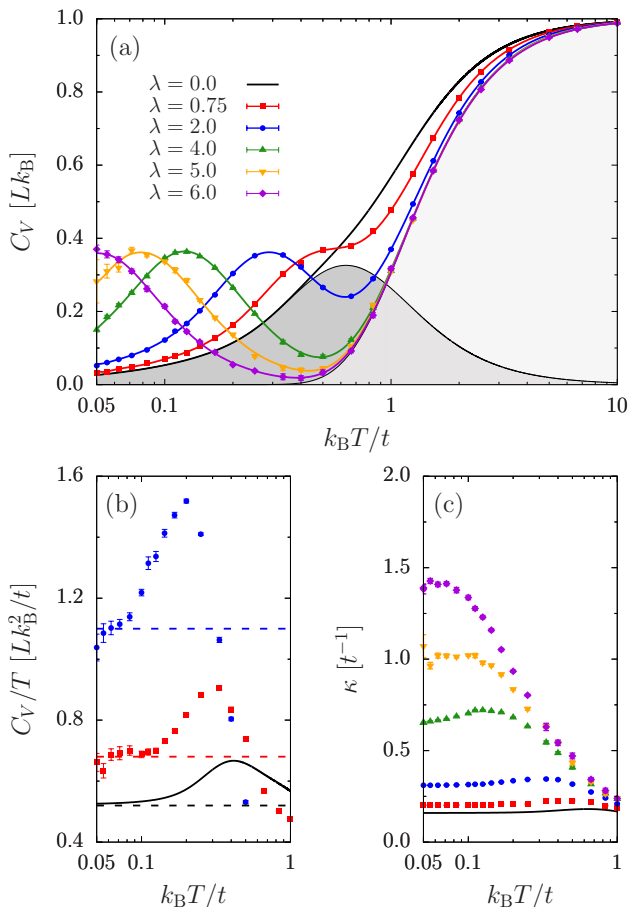 (a)
C_V [Lk_B]
1.0
0.8
0.6
0.4
0.2
0.0
λ = 0.0
λ = 0.75
λ = 2.0
λ = 4.0
λ = 5.0
λ = 6.0
0.05 0.1 1 10
k_BT/t
(b)
C_V/T [Lk_B^2/t]
1.6
1.2
0.8
0.4
0.05 0.1 1
k_BT/t
(c)
κ [t^{-1}]
2.0
1.5
1.0
0.5
0.0
0.05 0.1 1
k_BT/t